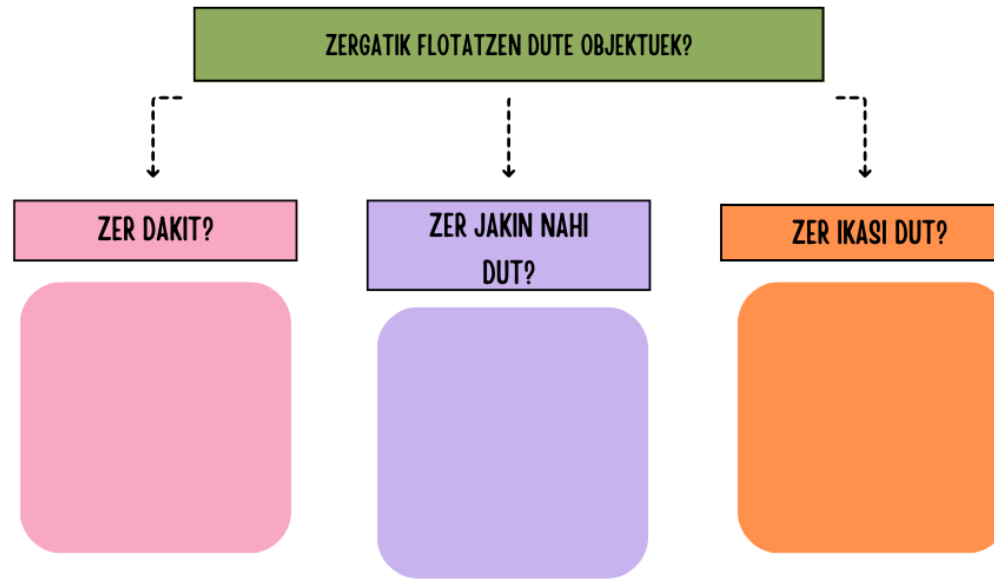 ZERGATIK FLOTATZEN DUTE OBJEKTUEK?
ZER DAKIT?
ZER JAKIN NAHI
DUT?
ZER IKASI DUT?